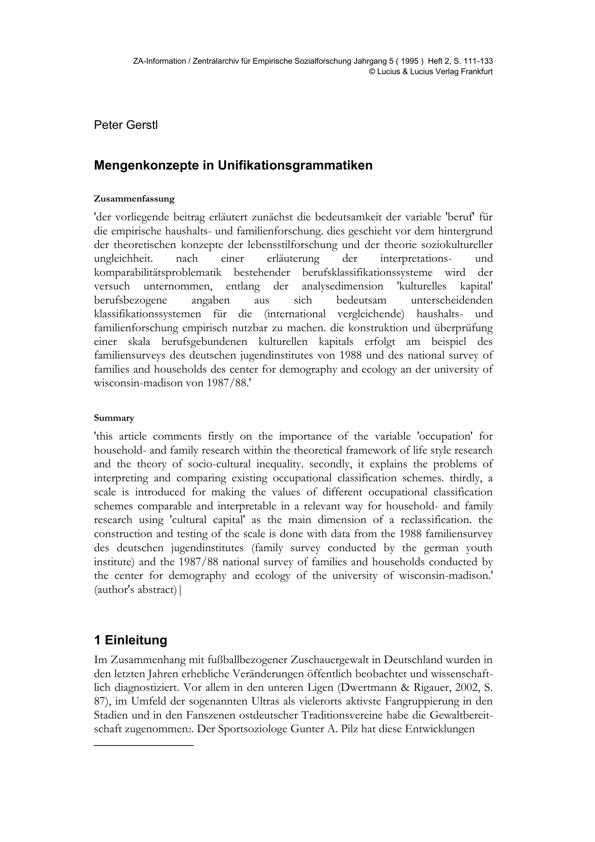 ZA-Information / Zentralarchiv für Empirische Sozialforschung Jahrgang 5 ( 1995 ) Heft 2, S. 111-133
© Lucius & Lucius Verlag Frankfurt
Peter Gerstl
Mengenkonzepte in Unifikationsgrammatiken
Zusammenfassung
'der vorliegende beitrag erläutert zunächst die bedeutsamkeit der variable 'beruf' für
die empirische haushalts- und familienforschung. dies geschieht vor dem hintergrund
der theoretischen konzepte der lebensstilforschung und der theorie soziokultureller
ungleichheit. nach einer erläuterung der interpretations- und
komparabilitätsproblematik bestehender berufsklassifikationssysteme wird der
versuch unternommen, entlang der analysedimension 'kulturelles kapital'
berufsbezogene angaben aus sich bedeutsam unterscheidenden
klassifikationssystemen für die (international vergleichende) haushalts- und
familienforschung empirisch nutzbar zu machen. die konstruktion und überprüfung
einer skala berufsgebundenen kulturellen kapitals erfolgt am beispiel des
familiensurveys des deutschen jugendinstitutes von 1988 und des national survey of
families and households des center for demography and ecology an der university of
wisconsin-madison von 1987/88.'
Summary
'this article comments firstly on the importance of the variable 'occupation' for
household- and family research within the theoretical framework of life style research
and the theory of socio-cultural inequality. secondly, it explains the problems of
interpreting and comparing existing occupational classification schemes. thirdly, a
scale is introduced for making the values of different occupational classification
schemes comparable and interpretable in a relevant way for household- and family
research using 'cultural capital' as the main dimension of a reclassification. the
construction and testing of the scale is done with data from the 1988 familiensurvey
des deutschen jugendinstitutes (family survey conducted by the german youth
institute) and the 1987/88 national survey of families and households conducted by
the center for demography and ecology of the university of wisconsin-madison.'
(author's abstract)|
1 Einleitung
Im Zusammenhang mit fußballbezogener Zuschauergewalt in Deutschland wurden in
den letzten Jahren erhebliche Veränderungen öffentlich beobachtet und wissenschaft-
lich diagnostiziert. Vor allem in den unteren Ligen (Dwertmann & Rigauer, 2002, S.
87), im Umfeld der sogenannten Ultras als vielerorts aktivste Fangruppierung in den
Stadien und in den Fanszenen ostdeutscher Traditionsvereine habe die Gewaltbereit-
schaft zugenommen2. Der Sportsoziologe Gunter A. Pilz hat diese Entwicklungen